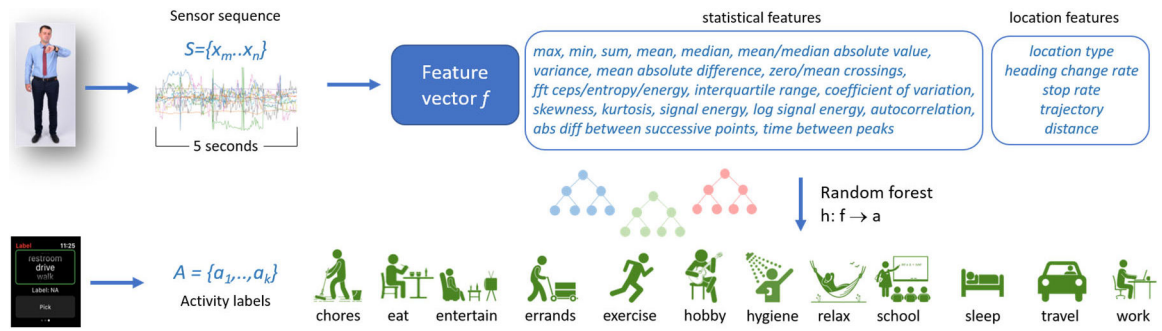 Sensor sequence
S={xₘ..xₙ}
5 seconds
Feature
vector f
statistical features
max, min, sum, mean, median, mean/median absolute value,
variance, mean absolute difference, zero/mean crossings,
fft ceps/entropy/energy, interquartile range, coefficient of variation,
skewness, kurtosis, signal energy, log signal energy, autocorrelation,
abs diff between successive points, time between peaks
location features
location type
heading change rate
stop rate
trajectory
distance
Random forest
h: f → a
Label 11:25
restroom
drive
walk
Label: NA
Pick
A = {a₁,..,aₖ}
Activity labels
chores eat entertain errands exercise hobby hygiene relax school sleep travel work